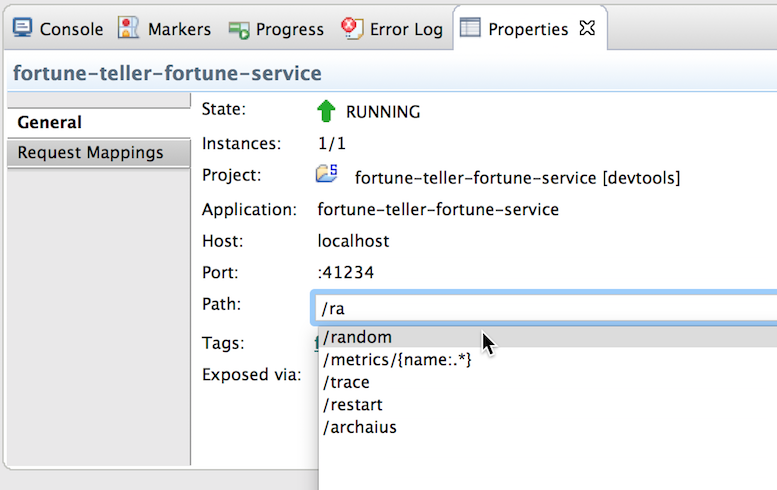 Console Markers Progress Error Log Properties
fortune-teller-fortune-service
General
Request Mappings
State: RUNNING
Instances: 1/1
Project: fortune-teller-fortune-service [devtools]
Application: fortune-teller-fortune-service
Host: localhost
Port: :41234
Path: /ra
Tags:
Exposed via:
/random
/metrics/{name:.*}
/trace
/restart
/archaius